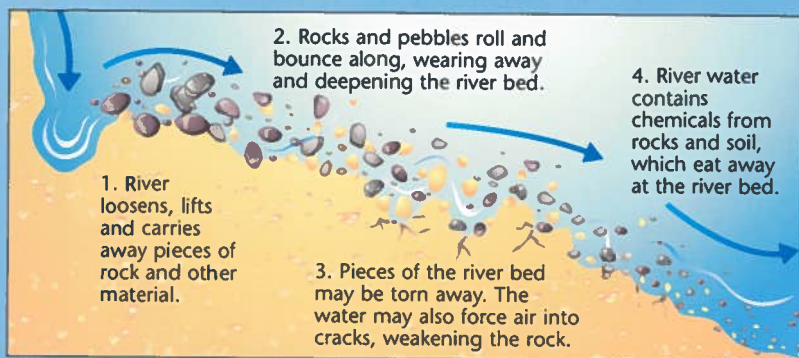 1. River
loosens, lifts
and carries
away pieces of
rock and other
material.
2. Rocks and pebbles roll and
bounce along, wearing away
and deepening the river bed.
3. Pieces of the river bed
may be torn away. The
water may also force air into
cracks, weakening the rock.
4. River water
contains
chemicals from
rocks and soil,
which eat away
at the river bed.